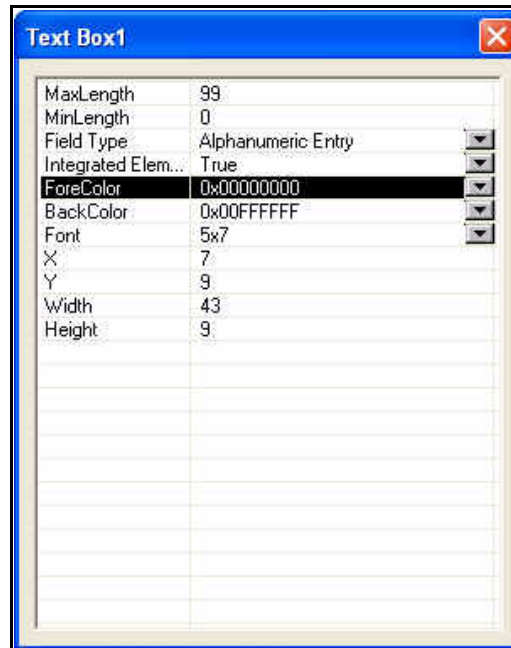 Text Box1
MaxLength 99
MinLength 0
Field Type Alphanumeric Entry
Integrated Elem... True
ForeColor 0x00000000
BackColor 0x00FFFFFF
Font 5x7
X 7
Y 9
Width 43
Height 9